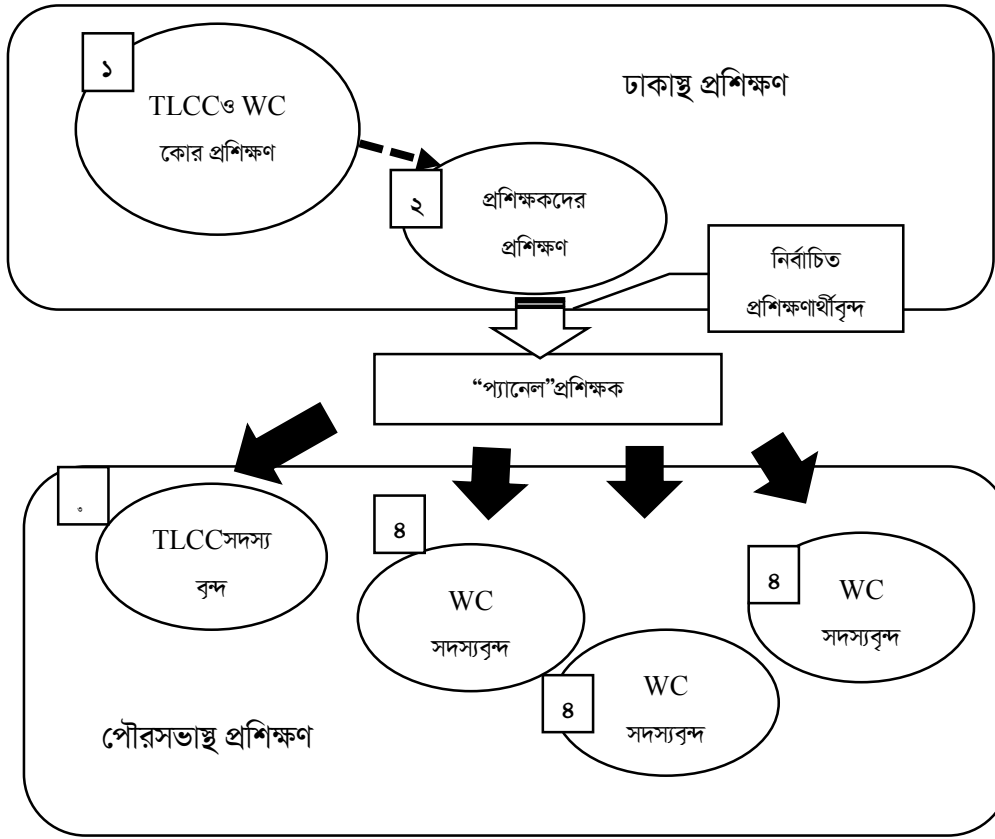 ১
TLCCও WC
কোর প্রশিক্ষণ
ঢাকাস্থ প্রশিক্ষণ
২
প্রশিক্ষকদের
প্রশিক্ষণ
নির্বাচিত
প্রশিক্ষণার্থীবৃন্দ
“প্যানেল”প্রশিক্ষক
৩
TLCCসদস্য
বৃন্দ
৪
WC
সদস্যবৃন্দ
৪
WC
সদস্যবৃন্দ
৪
WC
সদস্যবৃন্দ
পৌরসভাস্থ প্রশিক্ষণ